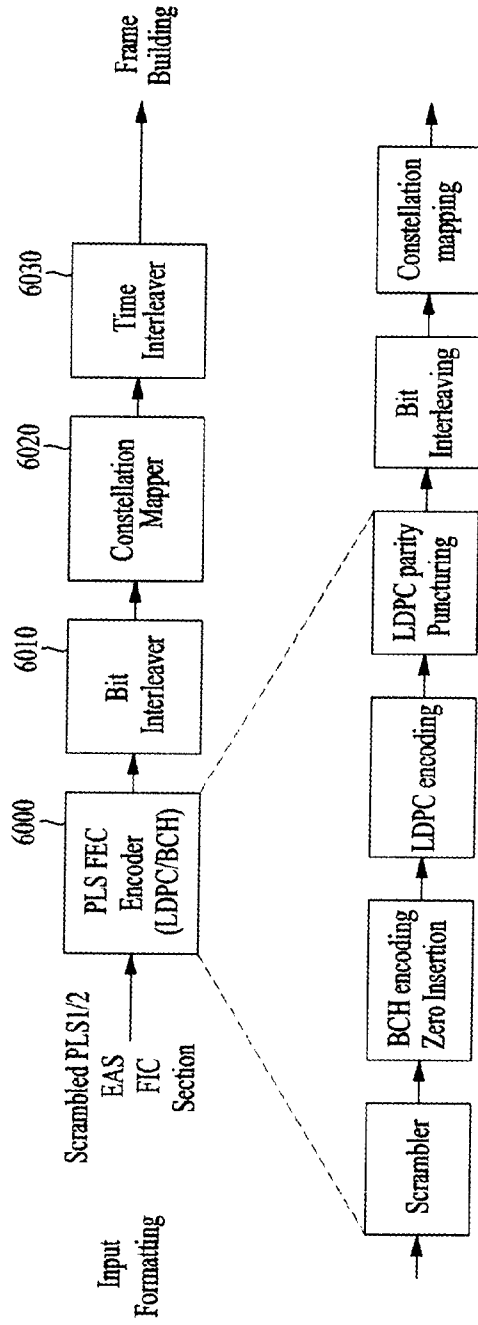 Input
Formatting
Scrambled PLS1/2
EAS
FIC
Section
6000
PLS FEC
Encoder
(LDPC/BCH)
6010
Bit
Interleaver
6020
Constellation
Mapper
6030
Time
Interleaver
Frame
Building
Scrambler
BCH encoding
Zero Insertion
LDPC encoding
LDPC parity
Puncturing
Bit
Interleaving
Constellation
mapping